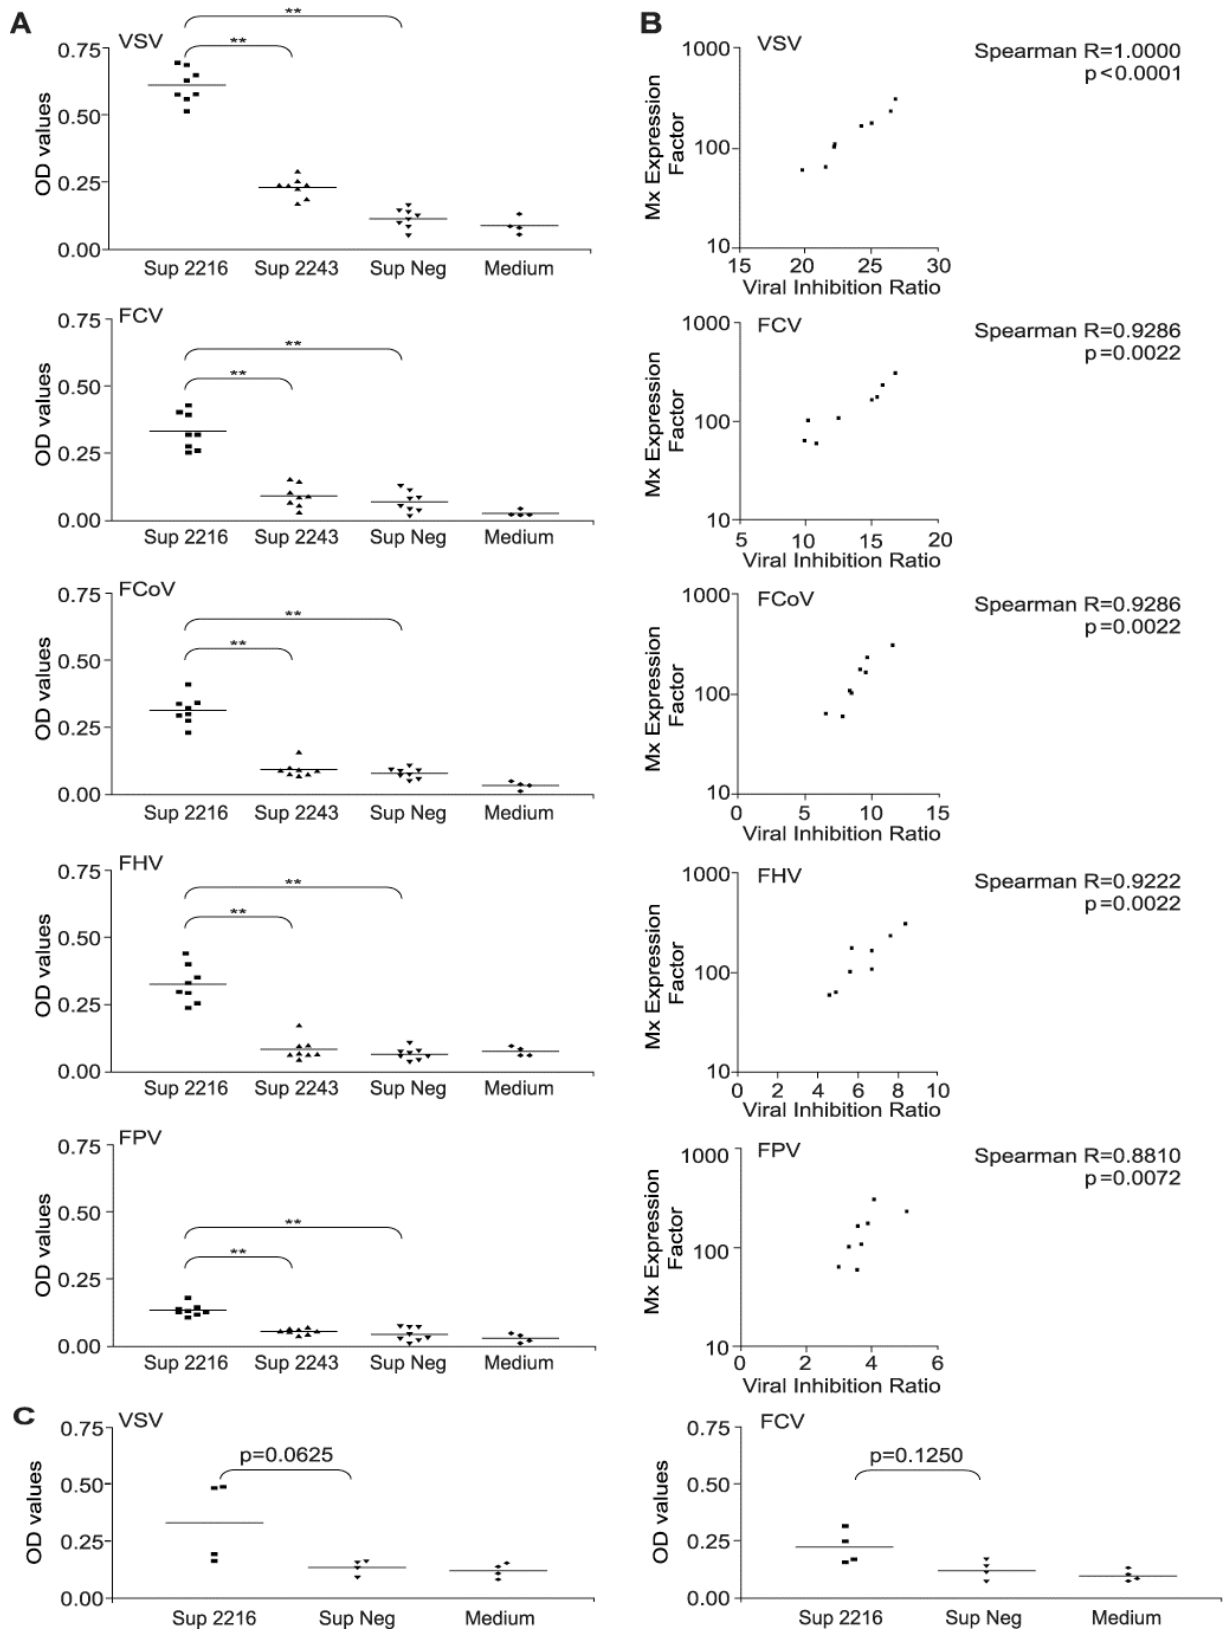 A
**
VSV
**
0.75
0.50
0.25
0.00
OD values
Sup 2216 Sup 2243 Sup Neg Medium
FCV
0.75
**
0.50
**
0.25
0.00
OD values
Sup 2216 Sup 2243 Sup Neg Medium
FCoV
0.75
**
0.50
**
0.25
0.00
OD values
Sup 2216 Sup 2243 Sup Neg Medium
FHV
0.75
**
0.50
**
0.25
0.00
OD values
Sup 2216 Sup 2243 Sup Neg Medium
FPV
0.75
0.50
**
0.25
**
0.00
OD values
Sup 2216 Sup 2243 Sup Neg Medium
B
VSV
Spearman R=1.0000
p<0.0001
1000
100
10
Mx Expression
Factor
15 20 25 30
Viral Inhibition Ratio
FCV
Spearman R=0.9286
p=0.0022
1000
100
10
Mx Expression
Factor
5 10 15 20
Viral Inhibition Ratio
FCoV
Spearman R=0.9286
p=0.0022
1000
100
10
Mx Expression
Factor
0 5 10 15
Viral Inhibition Ratio
FHV
Spearman R=0.9222
p=0.0022
1000
100
10
Mx Expression
Factor
0 2 4 6 8 10
Viral Inhibition Ratio
FPV
Spearman R=0.8810
p=0.0072
1000
100
10
Mx Expression
Factor
0 2 4 6
Viral Inhibition Ratio
C
VSV
0.75
p=0.0625
0.50
0.25
0.00
OD values
Sup 2216 Sup Neg Medium
FCV
0.75
p=0.1250
0.50
0.25
0.00
OD values
Sup 2216 Sup Neg Medium